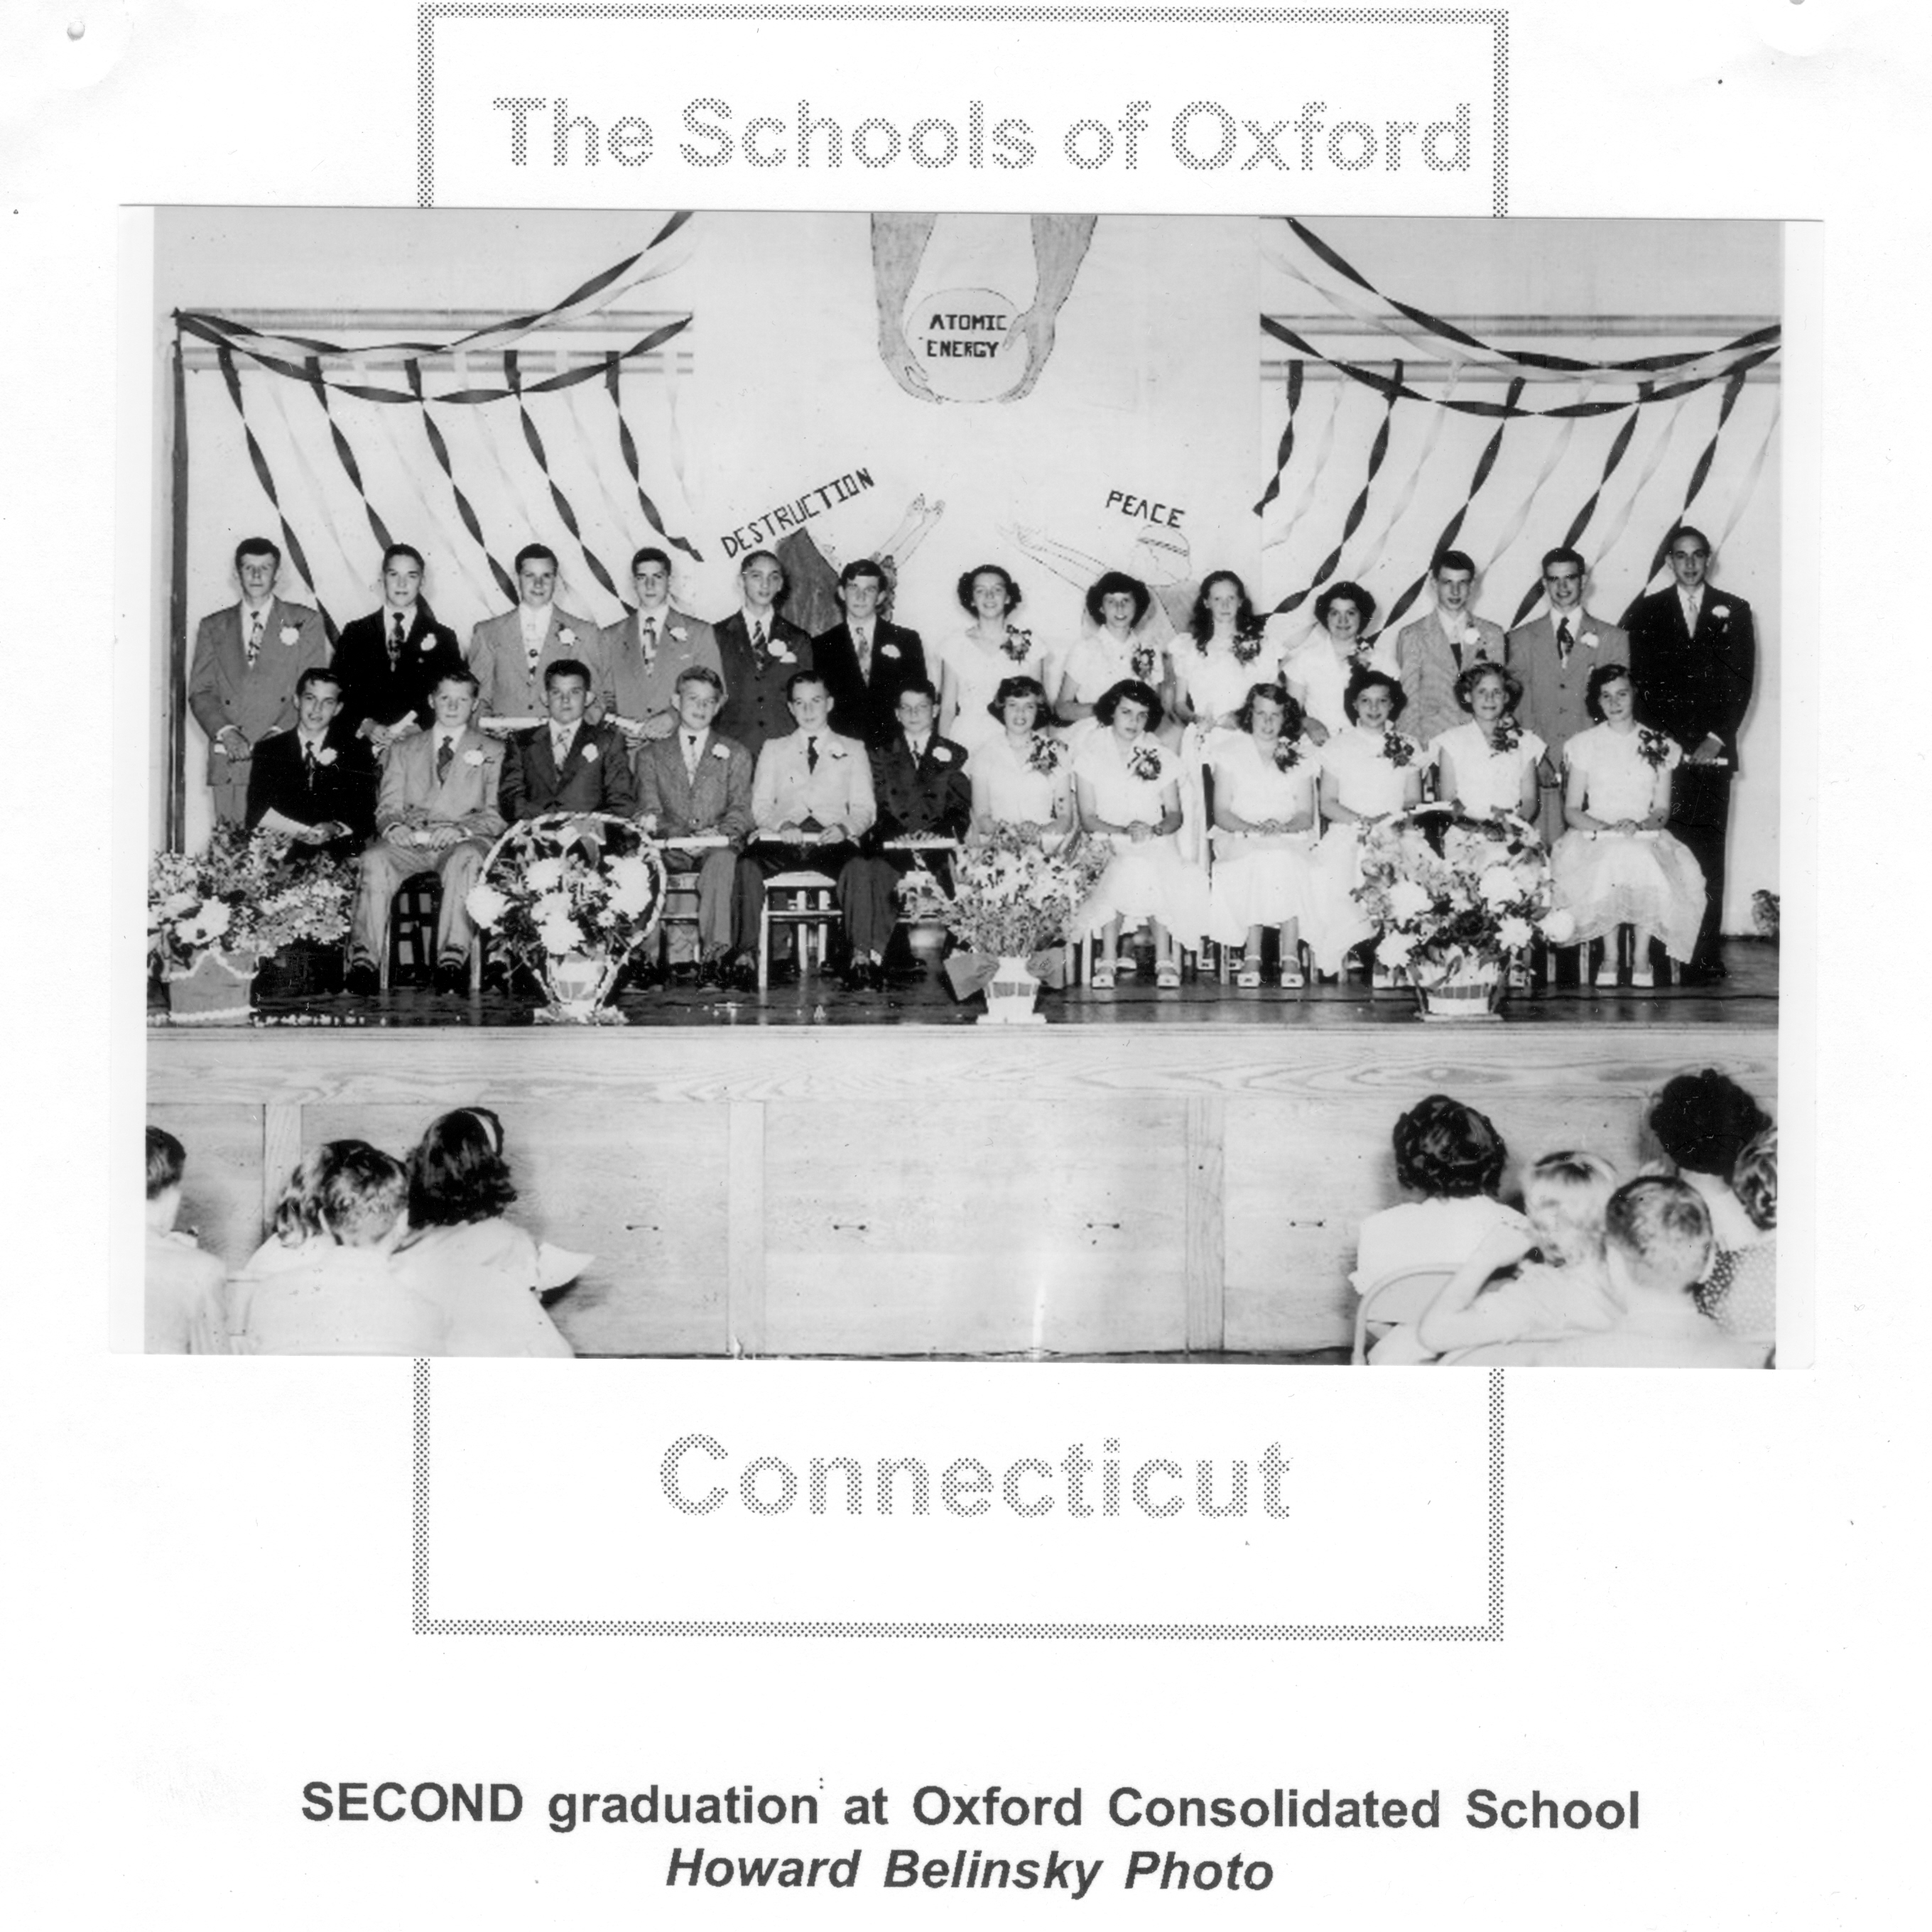 The Schools of Oxford
ATOMIC
ENERGY
DESTRUCTION
PEACE
Connecticut
SECOND graduation at Oxford Consolidated School
Howard Belinsky Photo